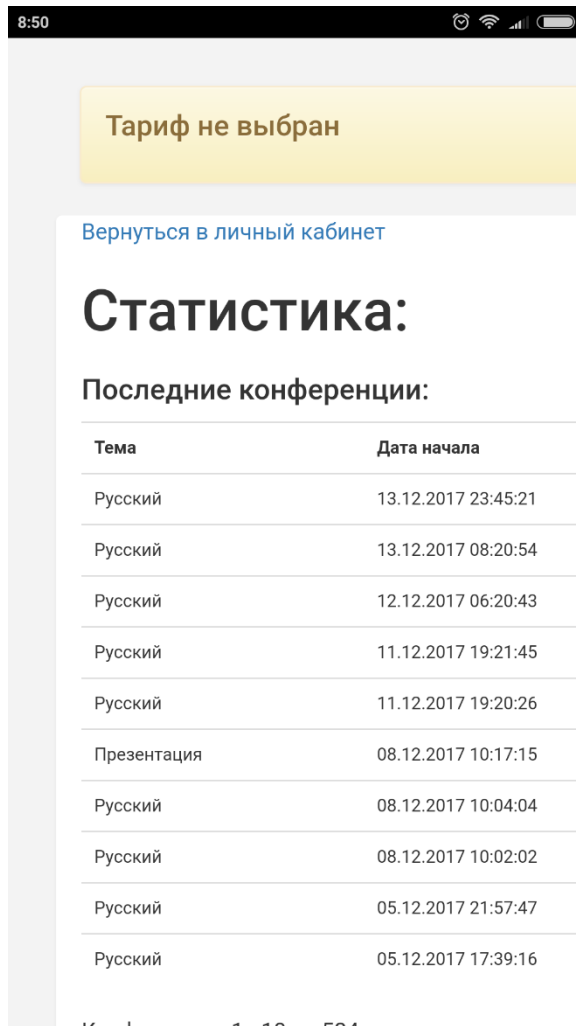 8:50
Тариф не выбран
Вернуться в личный кабинет
Статистика:
Последние конференции:
Тема Дата начала
Русский 13.12.2017 23:45:21
Русский 13.12.2017 08:20:54
Русский 12.12.2017 06:20:43
Русский 11.12.2017 19:21:45
Русский 11.12.2017 19:20:26
Презентация 08.12.2017 10:17:15
Русский 08.12.2017 10:04:04
Русский 08.12.2017 10:02:02
Русский 05.12.2017 21:57:47
Русский 05.12.2017 17:39:16